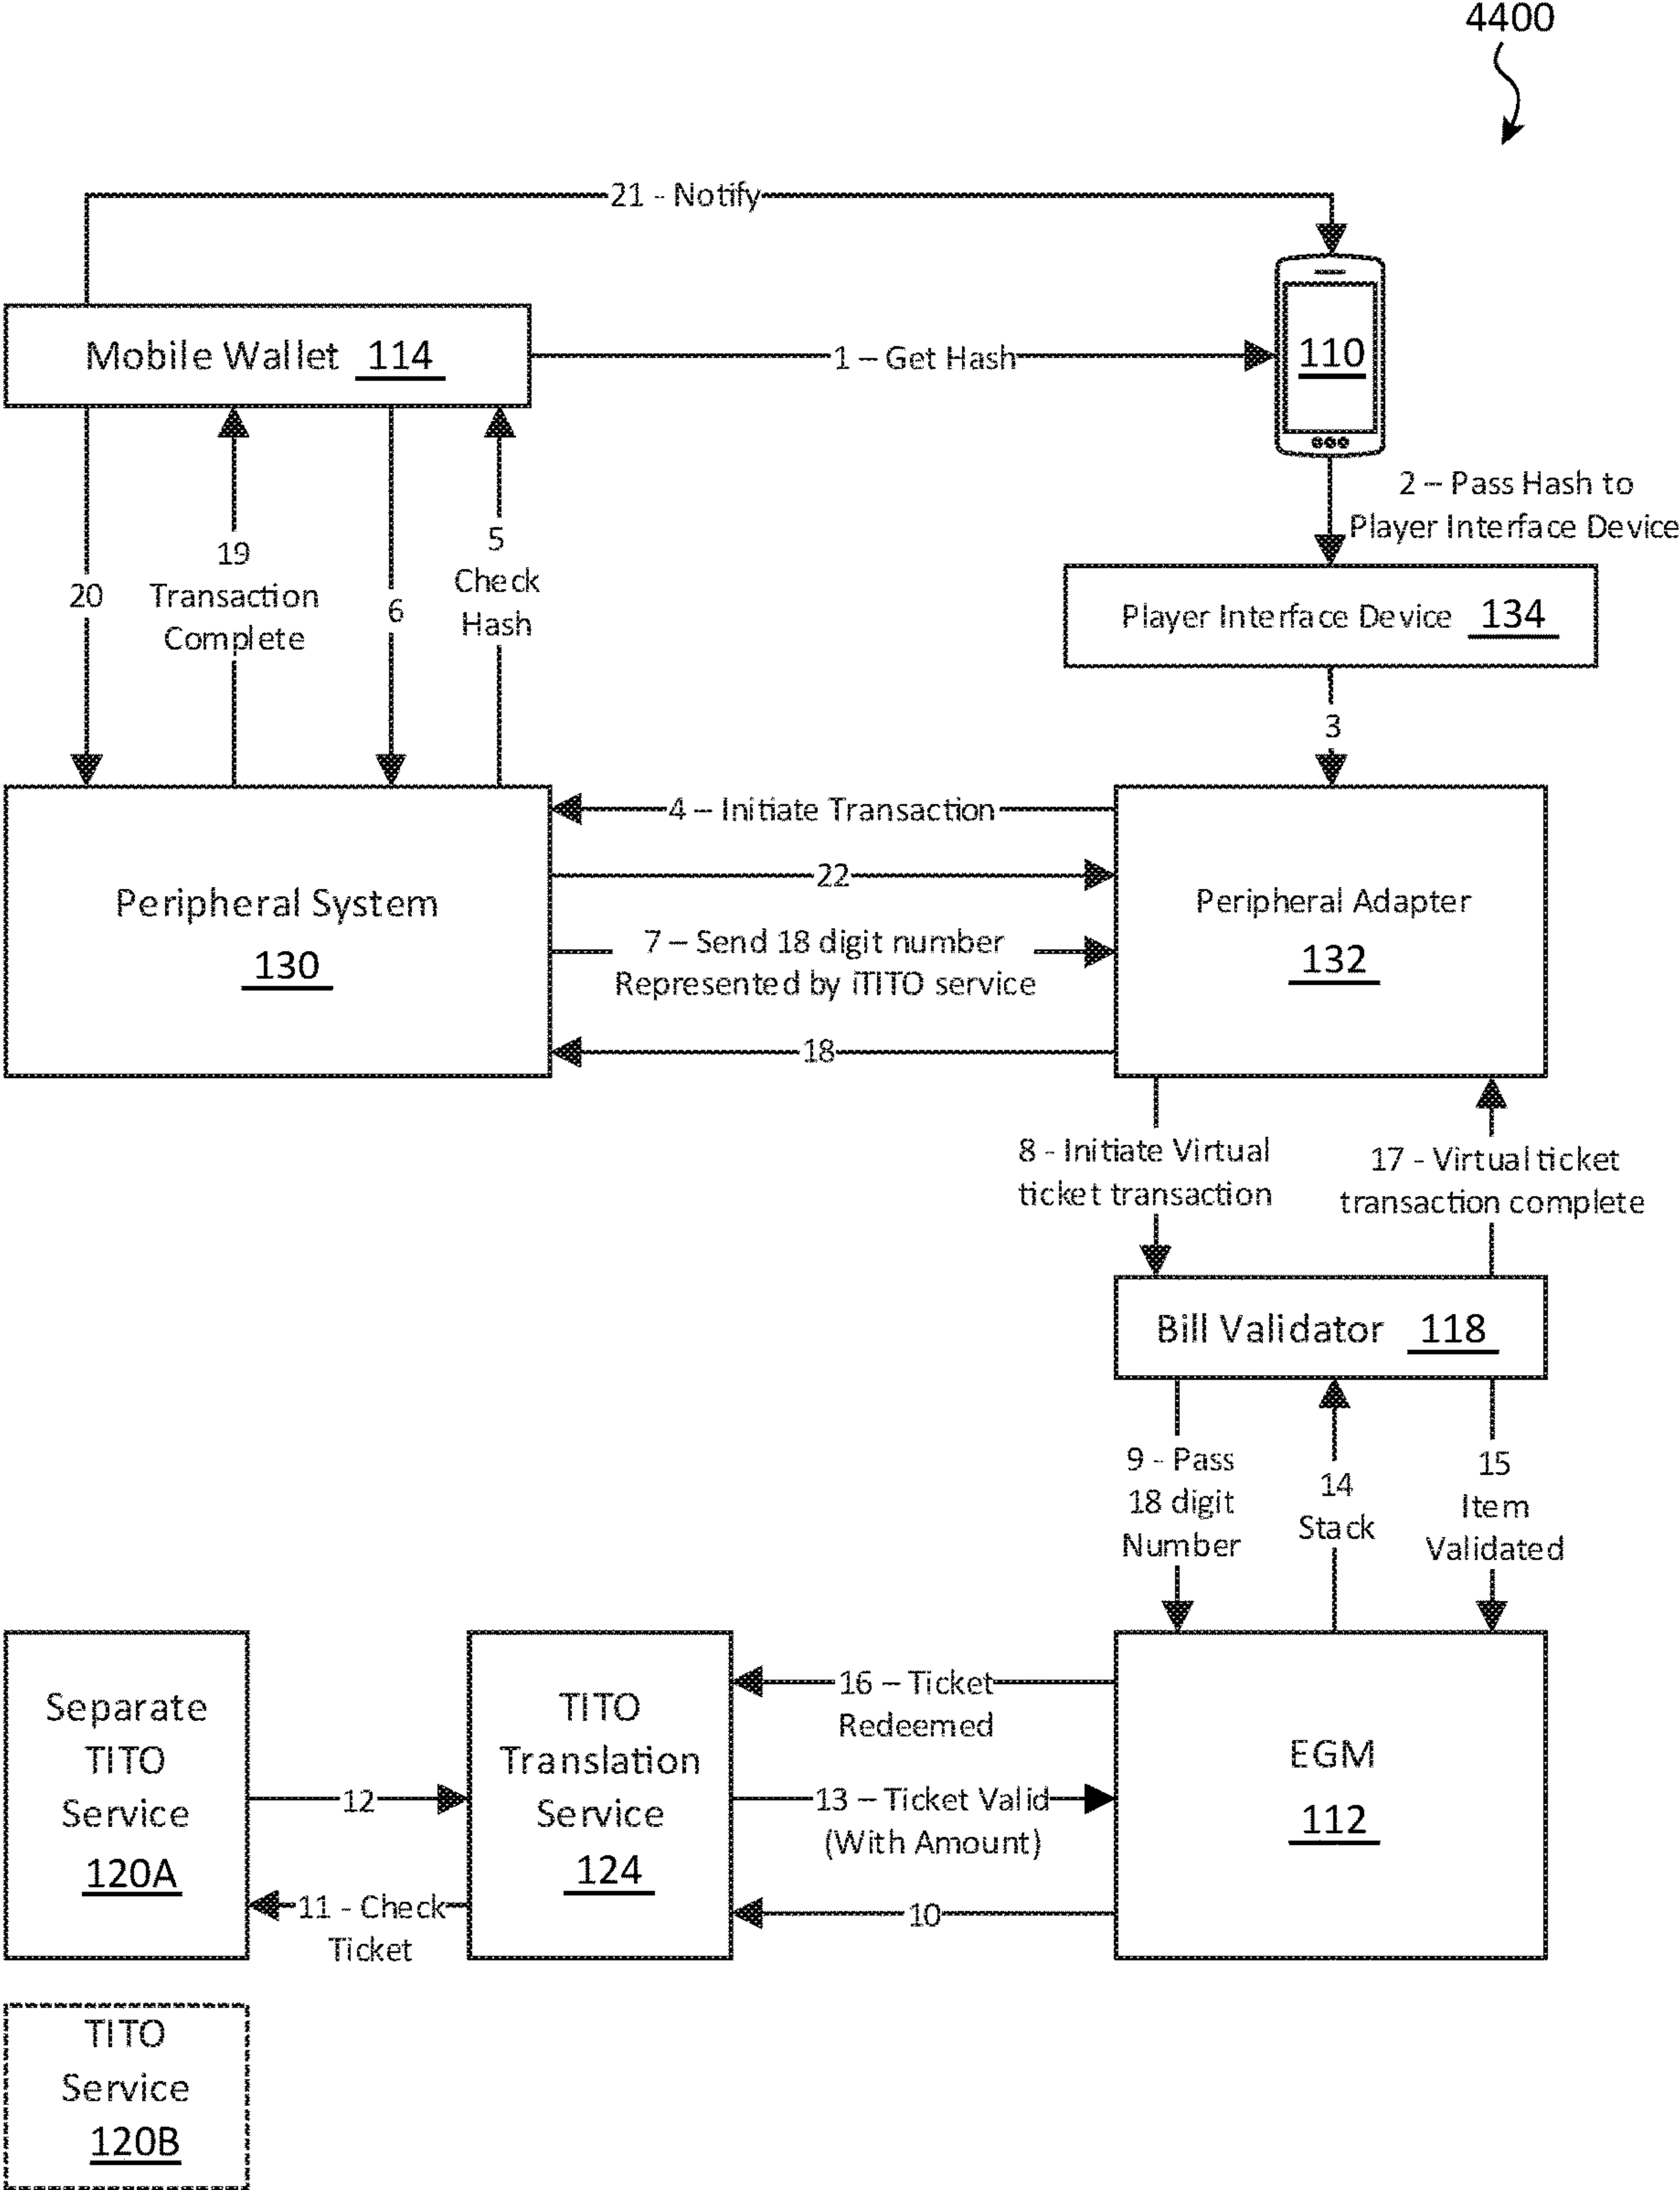 4400
21 - Notify
Mobile Wallet 114
1 – Get Hash
110
2 – Pass Hash to
Player Interface Device
20
19
Transaction
Complete
6
5
Check
Hash
Player Interface Device 134
3
Peripheral System
130
4 – Initiate Transaction
22
7 – Send 18 digit number
Represented by iTITO service
18
Peripheral Adapter
132
8 - Initiate Virtual
ticket transaction
17 - Virtual ticket
transaction complete
Bill Validator 118
9 - Pass
18 digit
Number
14
Stack
15
Item
Validated
Separate
TITO
Service
120A
12
11 - Check
Ticket
TITO
Translation
Service
124
16 – Ticket
Redeemed
13 – Ticket Valid
(With Amount)
10
EGM
112
TITO
Service
120B